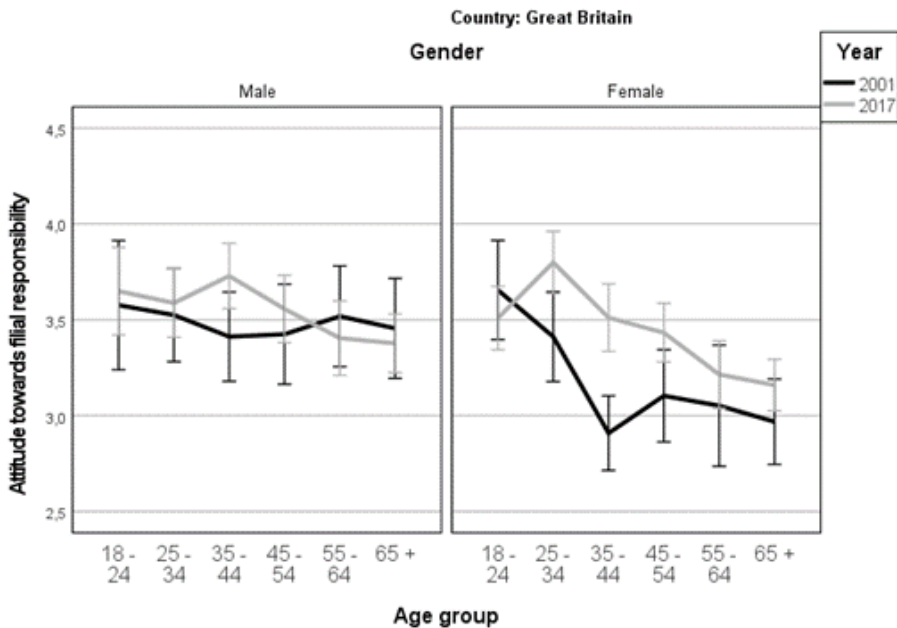 Country: Great Britain
Gender
Year
2001
2017
Male
Female
Attitude towards filial responsibility
4,5
4,0
3,5
3,0
2,5
18 - 24
25 - 34
35 - 44
45 - 54
55 - 64
65 +
18 - 24
25 - 34
35 - 44
45 - 54
55 - 64
65 +
Age group